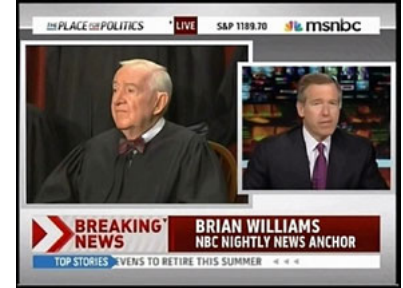 THE PLACE FOR POLITICS
LIVE
S&P 1189.70
msnbc
BREAKING NEWS
BRIAN WILLIAMS
NBC NIGHTLY NEWS ANCHOR
TOP STORIES EVENS TO RETIRE THIS SUMMER